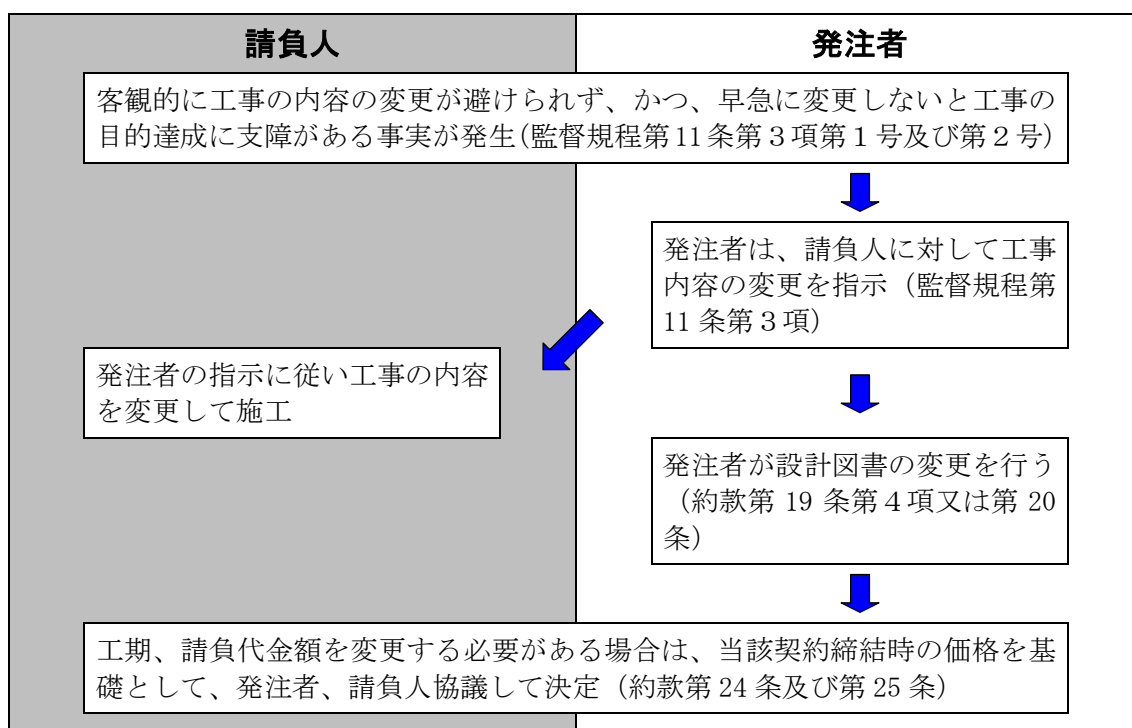 請負人
発注者
客観的に工事の内容の変更が避けられず、かつ、早急に変更しないと工事の
目的達成に支障がある事実が発生(監督規程第11条第３項第１号及び第２号)
発注者は、請負人に対して工事
内容の変更を指示（監督規程第
11 条第３項）
発注者の指示に従い工事の内容
を変更して施工
発注者が設計図書の変更を行う
（約款第 19 条第４項又は第 20
条）
工期、請負代金額を変更する必要がある場合は、当該契約締結時の価格を基
礎として、発注者、請負人協議して決定（約款第 24 条及び第 25 条）